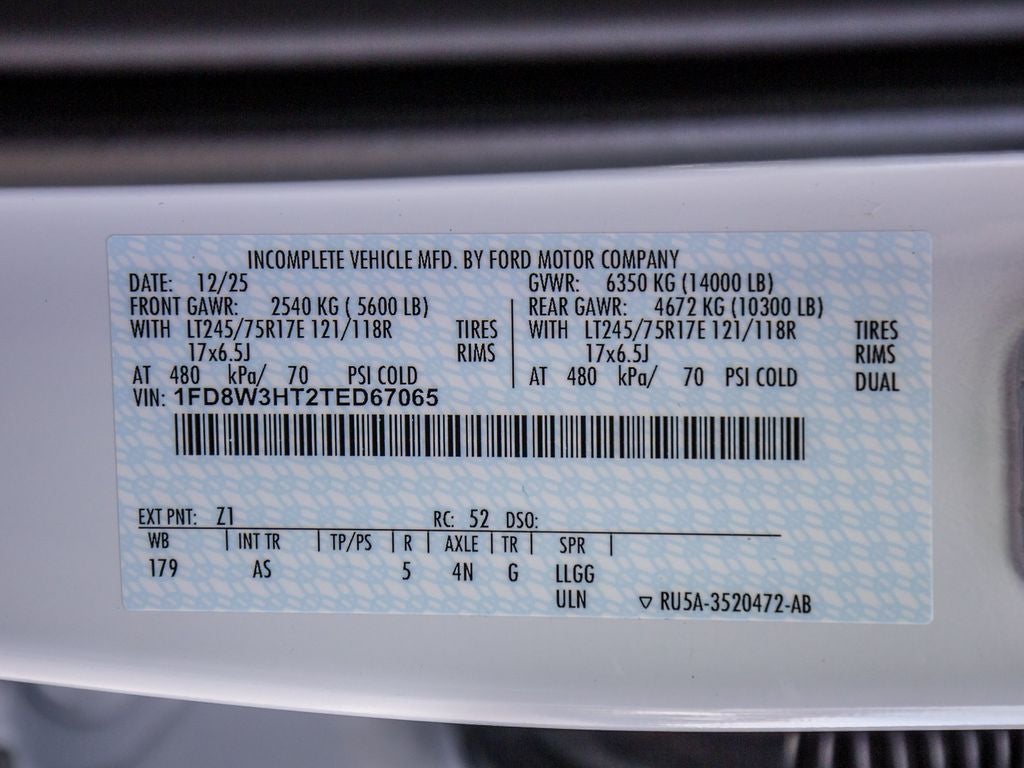 INCOMPLETE VEHICLE MFD. BY FORD MOTOR COMPANY
DATE: 12/25 GVWR: 6350 KG (14000 LB)
FRONT GAWR: 2540 KG ( 5600 LB) REAR GAWR: 4672 KG (10300 LB)
WITH LT245/75R17E 121/118R TIRES WITH LT245/75R17E 121/118R TIRES
17x6.5J RIMS 17x6.5J RIMS
AT 480 kPa/ 70 PSI COLD AT 480 kPa/ 70 PSI COLD DUAL
VIN: 1FD8W3HT2TED67065
EXT PNT: Z1 RC: 52 DSO:
WB INT TR TP/PS R AXLE TR SPR
179 AS 5 4N G LLGG
ULN ▽ RU5A-3520472-AB